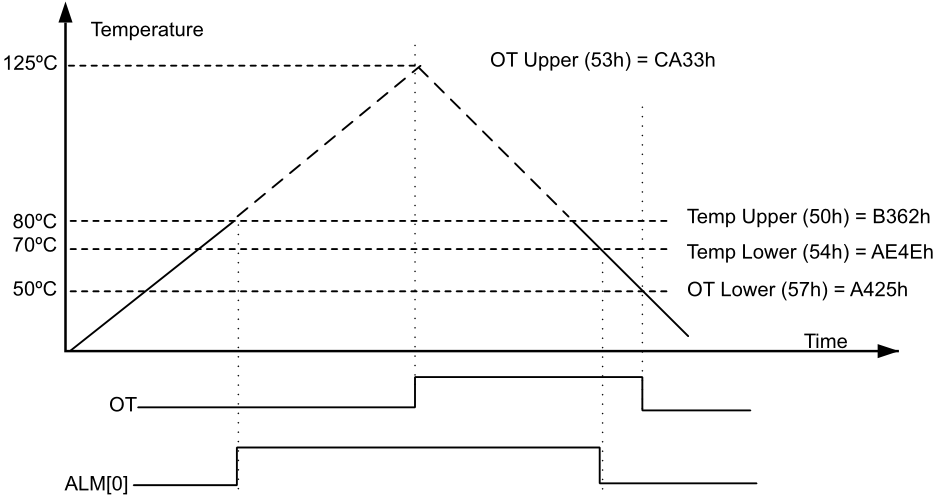 Temperature
125ºC
OT Upper (53h) = CA33h
80ºC
Temp Upper (50h) = B362h
70ºC
Temp Lower (54h) = AE4Eh
50ºC
OT Lower (57h) = A425h
Time
OT
ALM[0]